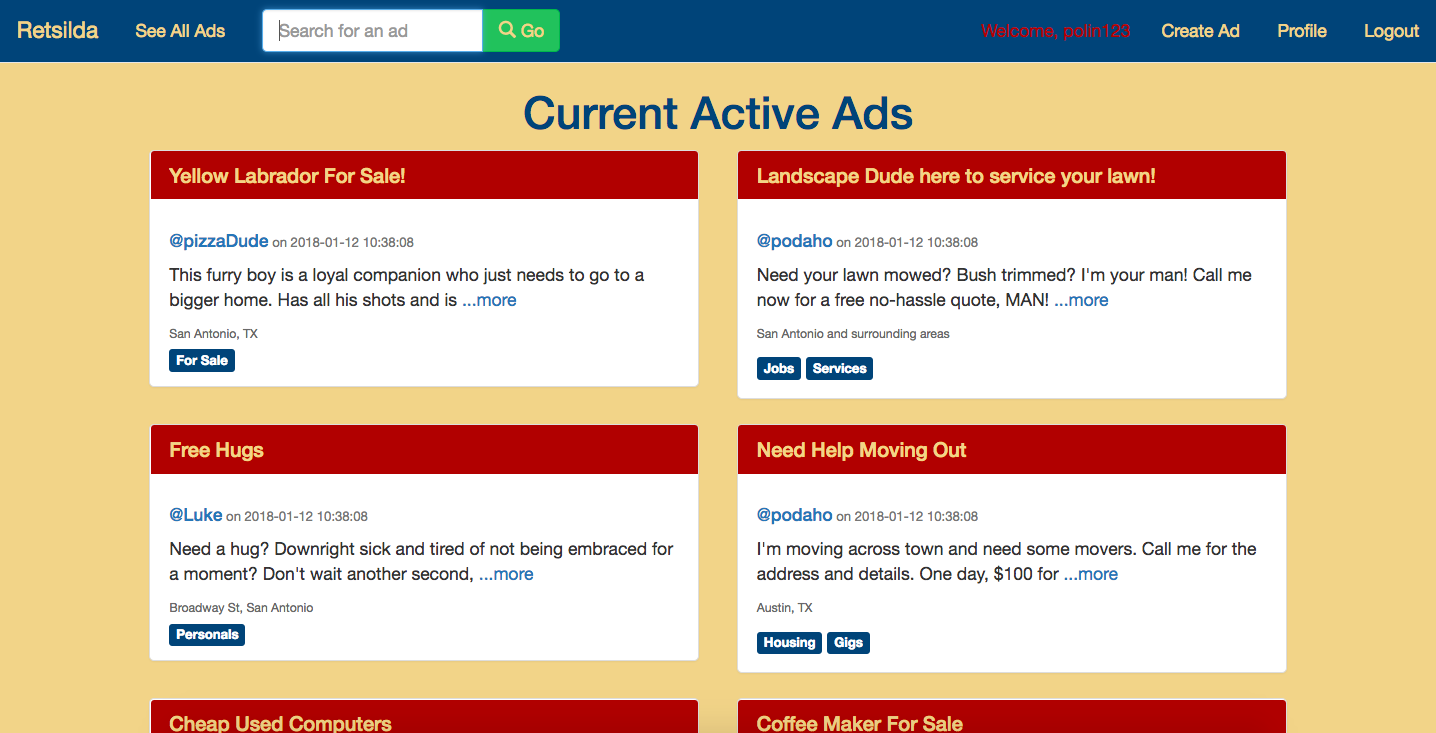 Retsilda See All Ads Search for an ad Go Welcome, polin123 Create Ad Profile Logout
Current Active Ads
Yellow Labrador For Sale!
@pizzaDude on 2018-01-12 10:38:08
This furry boy is a loyal companion who just needs to go to a
bigger home. Has all his shots and is ...more
San Antonio, TX
For Sale
Landscape Dude here to service your lawn!
@podaho on 2018-01-12 10:38:08
Need your lawn mowed? Bush trimmed? I'm your man! Call me
now for a free no-hassle quote, MAN! ...more
San Antonio and surrounding areas
Jobs Services
Free Hugs
@Luke on 2018-01-12 10:38:08
Need a hug? Downright sick and tired of not being embraced for
a moment? Don't wait another second, ...more
Broadway St, San Antonio
Personals
Need Help Moving Out
@podaho on 2018-01-12 10:38:08
I'm moving across town and need some movers. Call me for the
address and details. One day, $100 for ...more
Austin, TX
Housing Gigs
Cheap Used Computers
Coffee Maker For Sale